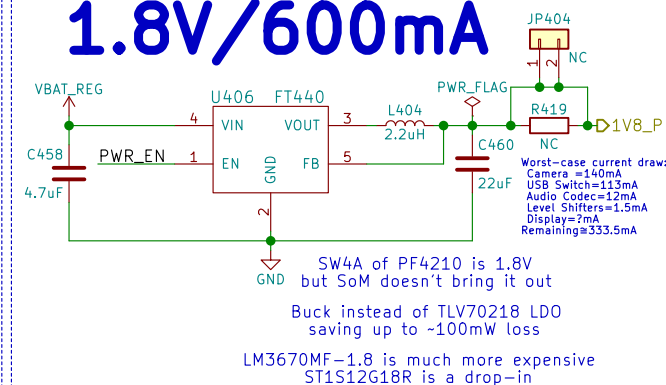 1.8V/600mA
JP404
1
2
NC
VBAT_REG
U406 FT440
PWR_FLAG
L404
2.2uH
R419
NC
1V8_P
4 VIN VOUT 3
C458
4.7uF
PWR_EN 1 EN FB 5
GND
2
C460
22uF
Worst-case current draw:
Camera =140mA
USB Switch=113mA
Audio Codec=12mA
Level Shifters=1.5mA
Display=?mA
Remaining≅333.5mA
GND
SW4A of PF4210 is 1.8V
but SoM doesn't bring it out
Buck instead of TLV70218 LDO
saving up to ~100mW loss
LM3670MF-1.8 is much more expensive
ST1S12G18R is a drop-in